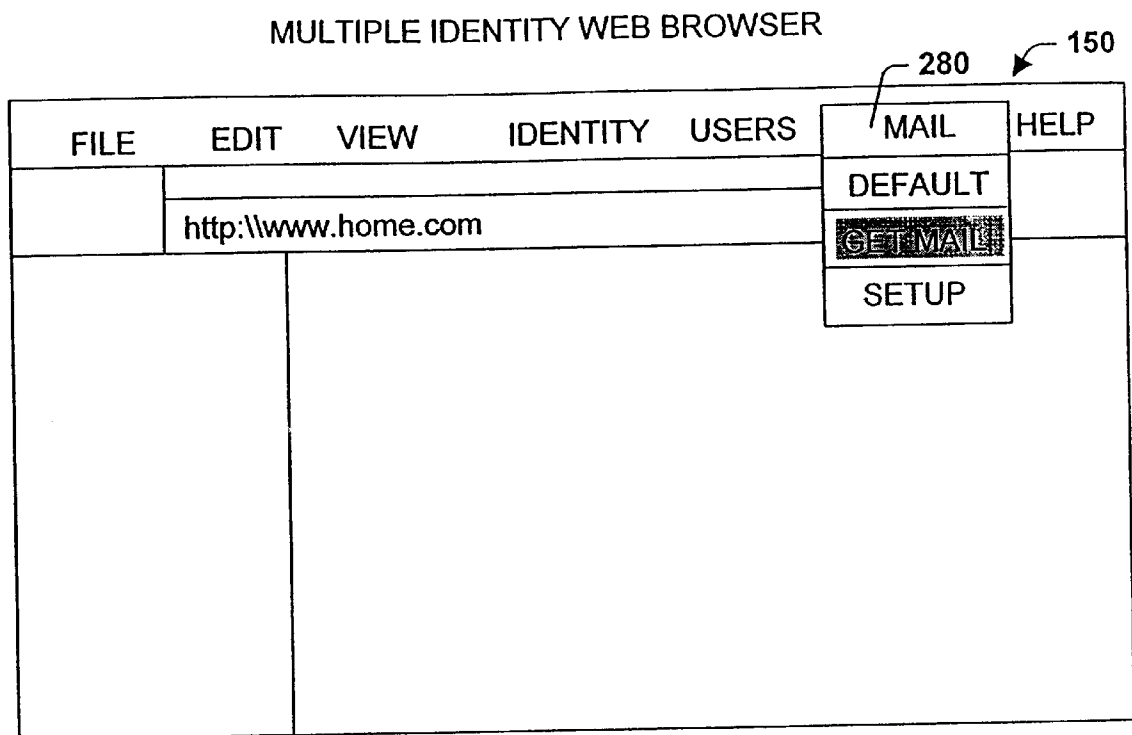 MULTIPLE IDENTITY WEB BROWSER
280
150
FILE EDIT VIEW IDENTITY USERS MAIL HELP
DEFAULT
http:\\www.home.com
GET MAIL
SETUP